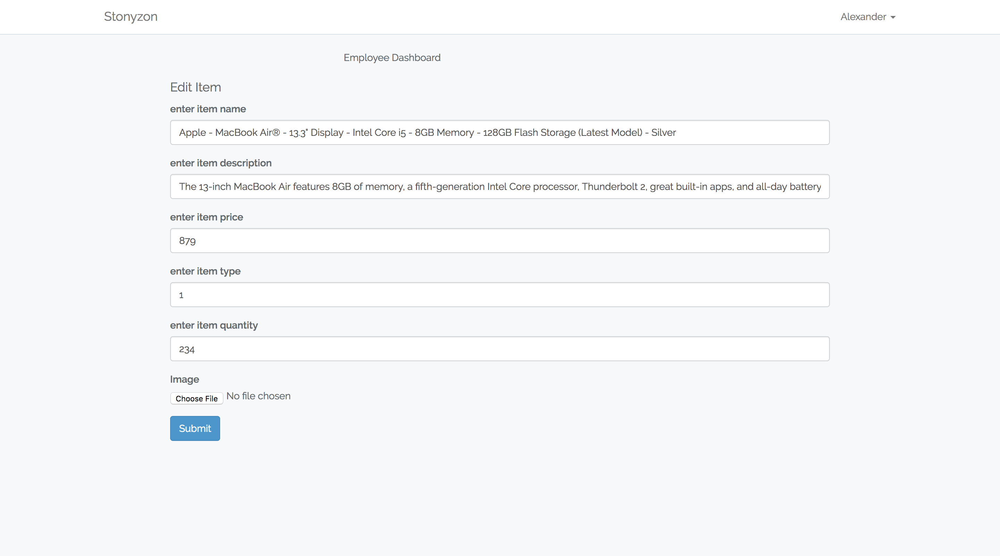 Stonyzon
Alexander
Employee Dashboard
Edit Item
enter item name
Apple - MacBook Air® - 13.3" Display - Intel Core i5 - 8GB Memory - 128GB Flash Storage (Latest Model) - Silver
enter item description
The 13-inch MacBook Air features 8GB of memory, a fifth-generation Intel Core processor, Thunderbolt 2, great built-in apps, and all-day battery
enter item price
879
enter item type
1
enter item quantity
234
Image
Choose File No file chosen
Submit